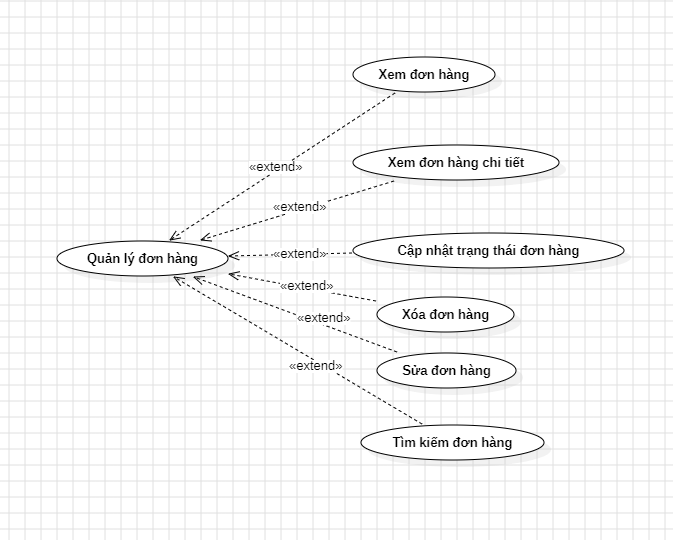 Xem đơn hàng
«extend»
Xem đơn hàng chi tiết
«extend»
Quản lý đơn hàng
«extend»
Cập nhật trạng thái đơn hàng
«extend»
Xóa đơn hàng
«extend»
Sửa đơn hàng
«extend»
Tìm kiếm đơn hàng